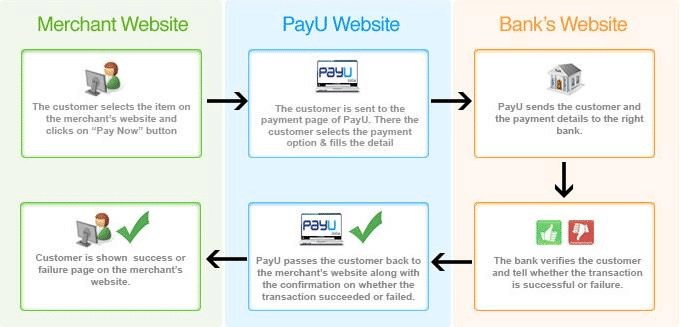 Merchant Website
PayU Website
Bank's Website
The customer selects the item on
the merchant's website and
clicks on "Pay Now" button
PayU
The customer is sent to the
payment page of PayU. There the
customer selects the payment
option & fills the detail
PayU sends the customer and
the payment details to the right
bank.
Customer is shown  success or
failure page on the merchant's
website.
PayU
PayU passes the customer back to
the merchant's website along with
the confirmation on whether the
transaction succeeded or failed.
The bank verifies the customer
and tell whether the transaction
is successful or failure.